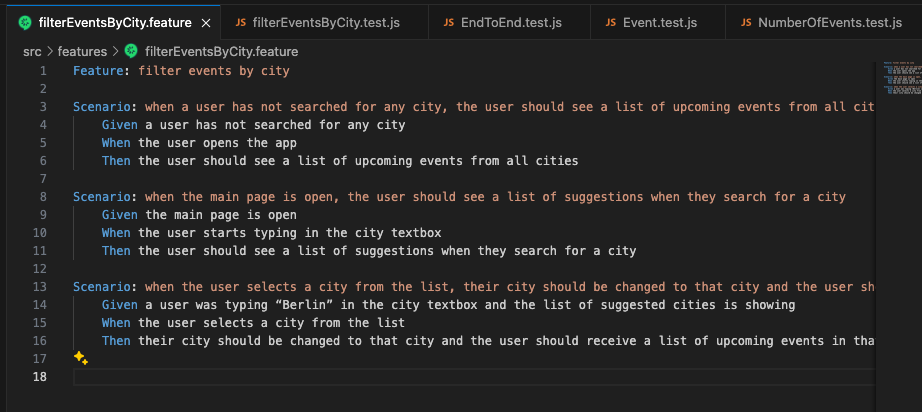 filterEventsByCity.feature × JS filterEventsByCity.test.js JS EndToEnd.test.js JS Event.test.js JS NumberOfEvents.test.js
src > features > filterEventsByCity.feature
1 Feature: filter events by city
2
3 Scenario: when a user has not searched for any city, the user should see a list of upcoming events from all cit
4 Given a user has not searched for any city
5 When the user opens the app
6 Then the user should see a list of upcoming events from all cities
7
8 Scenario: when the main page is open, the user should see a list of suggestions when they search for a city
9 Given the main page is open
10 When the user starts typing in the city textbox
11 Then the user should see a list of suggestions when they search for a city
12
13 Scenario: when the user selects a city from the list, their city should be changed to that city and the user sh
14 Given a user was typing “Berlin” in the city textbox and the list of suggested cities is showing
15 When the user selects a city from the list
16 Then their city should be changed to that city and the user should receive a list of upcoming events in tha
17
18